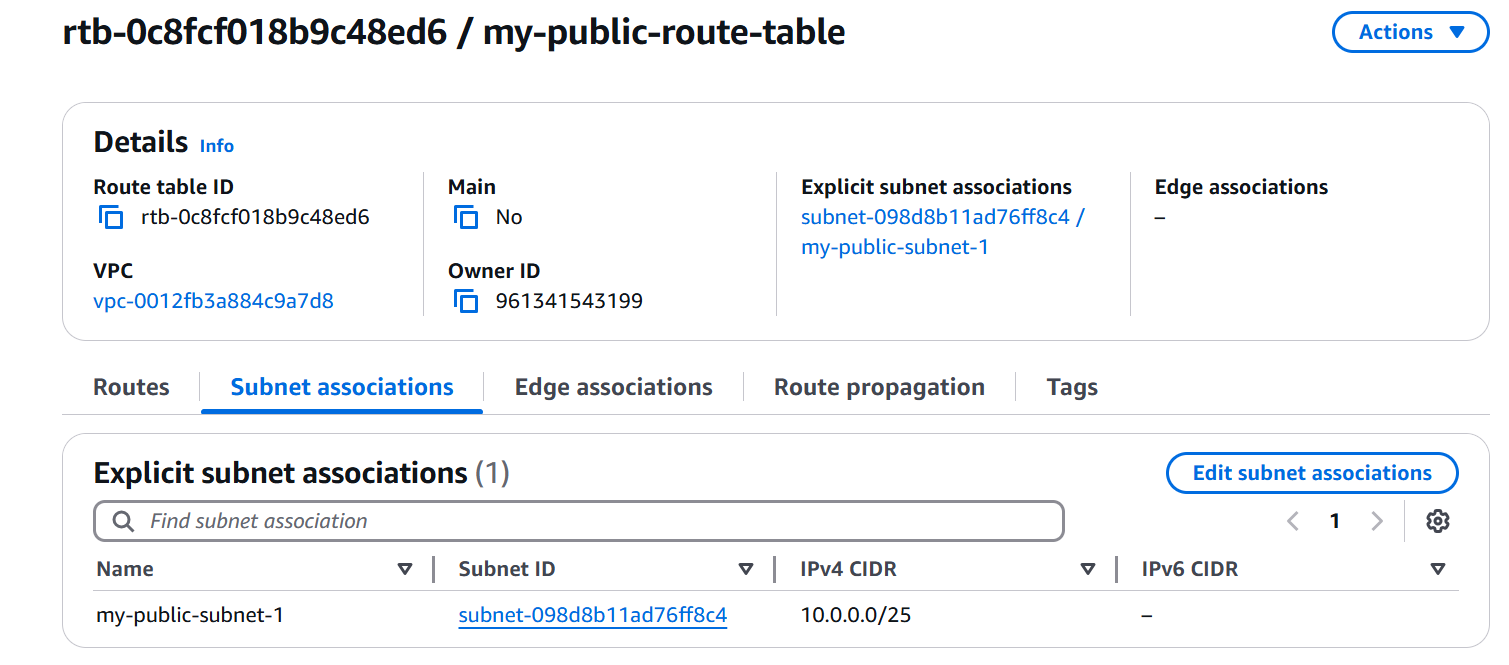 rtb-0c8fcf018b9c48ed6 / my-public-route-table
Actions
Details Info
Route table ID
rtb-0c8fcf018b9c48ed6
Main
No
Explicit subnet associations
subnet-098d8b11ad76ff8c4 /
my-public-subnet-1
Edge associations
–
VPC
vpc-0012fb3a884c9a7d8
Owner ID
961341543199
Routes
Subnet associations
Edge associations
Route propagation
Tags
Explicit subnet associations (1)
Edit subnet associations
Find subnet association
1
Name
Subnet ID
IPv4 CIDR
IPv6 CIDR
my-public-subnet-1
subnet-098d8b11ad76ff8c4
10.0.0.0/25
–